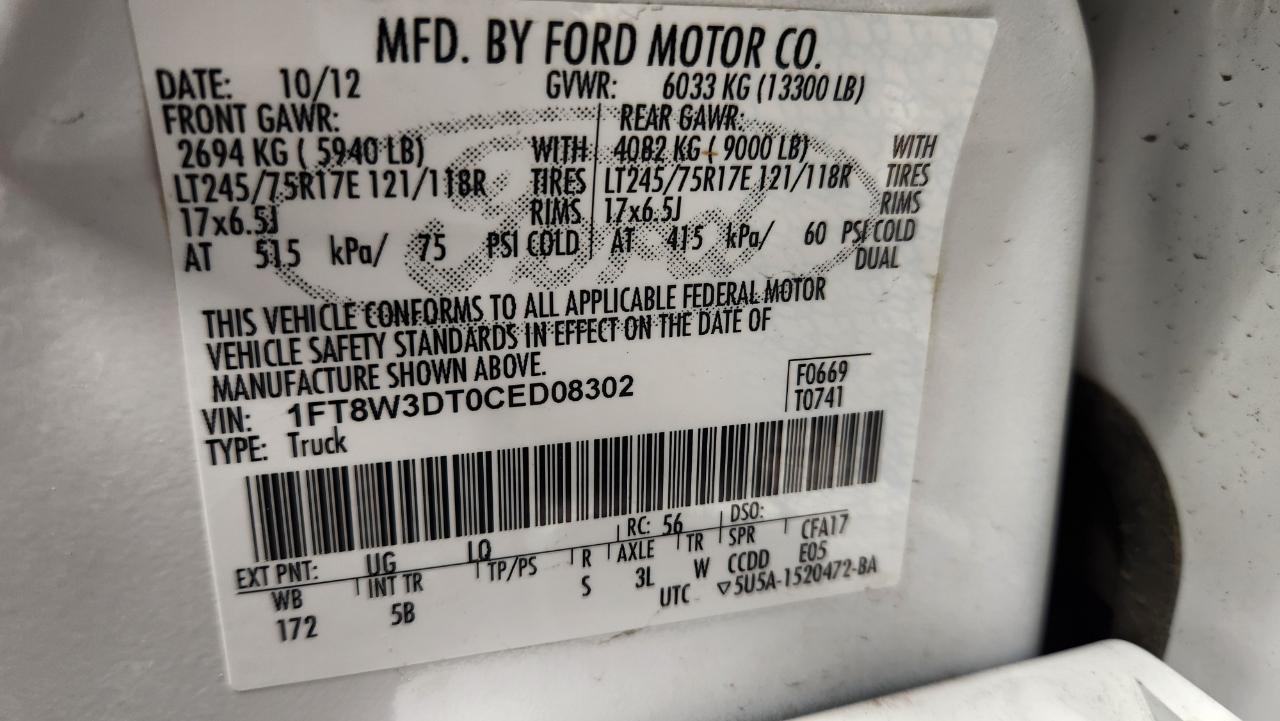 MFD. BY FORD MOTOR CO.
DATE: 10/12 GVWR: 6033 KG (13300 LB)
FRONT GAWR: REAR GAWR:
2694 KG ( 5940 LB) WITH 4082 KG ( 9000 LB) WITH
LT245/75R17E 121/118R TIRES LT245/75R17E 121/118R TIRES
17x6.5J RIMS 17x6.5J RIMS
AT 515 kPa/ 75 PSI COLD AT 415 kPa/ 60 PSI COLD
DUAL
THIS VEHICLE CONFORMS TO ALL APPLICABLE FEDERAL MOTOR
VEHICLE SAFETY STANDARDS IN EFFECT ON THE DATE OF
MANUFACTURE SHOWN ABOVE.
VIN: 1FT8W3DT0CED08302 F0669
TYPE: Truck T0741
EXT PNT: UG LQ RC: 56 DSO:
WB INT TR TP/PS R AXLE TR SPR CFA17
172 5B S 3L W CCDD E05
UTC ▽5U5A-1520472-BA
Ford